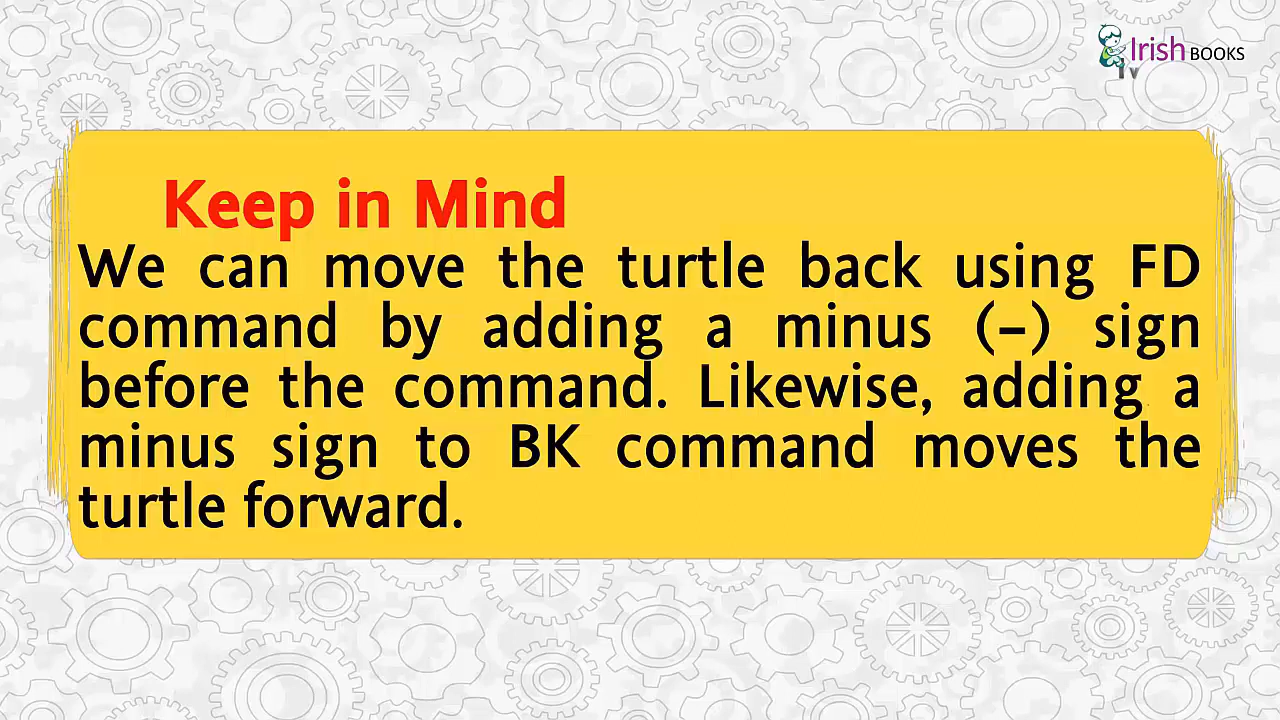 Irish BOOKS
Tv
Keep in Mind
We can move the turtle back using FD
command by adding a minus (–) sign
before the command. Likewise, adding a
minus sign to BK command moves the
turtle forward.